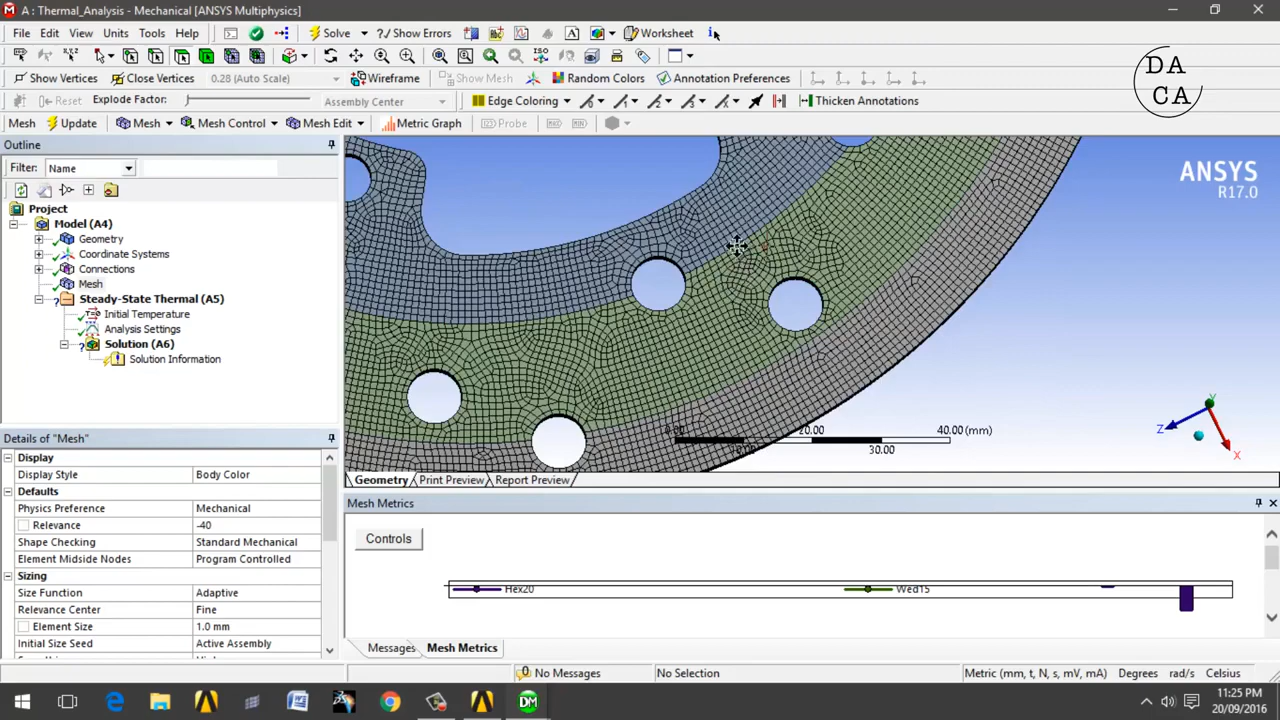 A : Thermal_Analysis - Mechanical [ANSYS Multiphysics]
File Edit View Units Tools Help Solve Show Errors Worksheet
Show Vertices Close Vertices 0.28 (Auto Scale) Wireframe Show Mesh Random Colors Annotation Preferences
Reset Explode Factor: Assembly Center Edge Coloring Thicken Annotations
Mesh Update Mesh Mesh Control Mesh Edit Metric Graph Probe MAX MIN
DA
CA
Outline
Filter: Name
Project
Model (A4)
Geometry
Coordinate Systems
Connections
Mesh
Steady-State Thermal (A5)
Initial Temperature
Analysis Settings
Solution (A6)
Solution Information
ANSYS
R17.0
0.00 20.00 40.00 (mm)
10.00 30.00
Y
Z
X
Geometry Print Preview Report Preview
Details of "Mesh"
Display
Display Style Body Color
Defaults
Physics Preference Mechanical
Relevance -40
Shape Checking Standard Mechanical
Element Midside Nodes Program Controlled
Sizing
Size Function Adaptive
Relevance Center Fine
Element Size 1.0 mm
Initial Size Seed Active Assembly
Mesh Metrics
Controls
Hex20 Wed15
Messages Mesh Metrics
0 No Messages No Selection Metric (mm, t, N, s, mV, mA) Degrees rad/s Celsius
DM
11:25 PM
20/09/2016